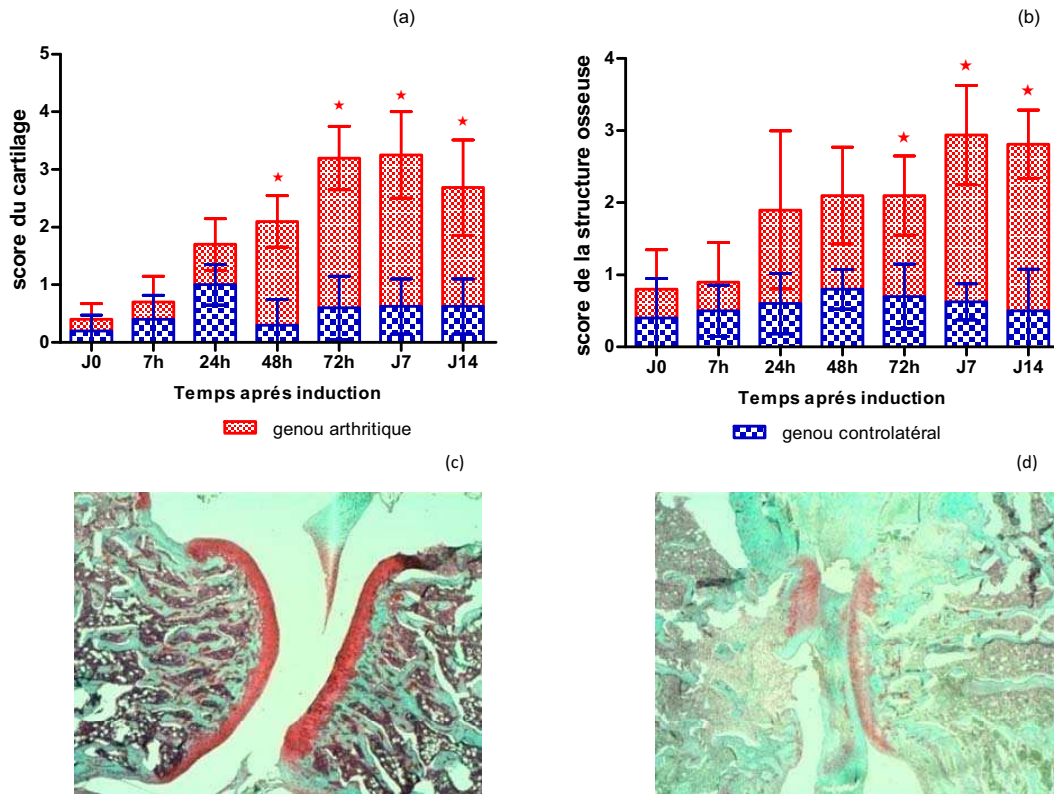 (a)
score du cartilage
5
4
3
2
1
0
★ ★ ★ ★
J0 7h 24h 48h 72h J7 J14
Temps aprés induction
genou arthritique
(b)
score de la structure osseuse
4
3
2
1
0
★ ★ ★
J0 7h 24h 48h 72h J7 J14
Temps aprés induction
genou controlatéral
(c)
(d)